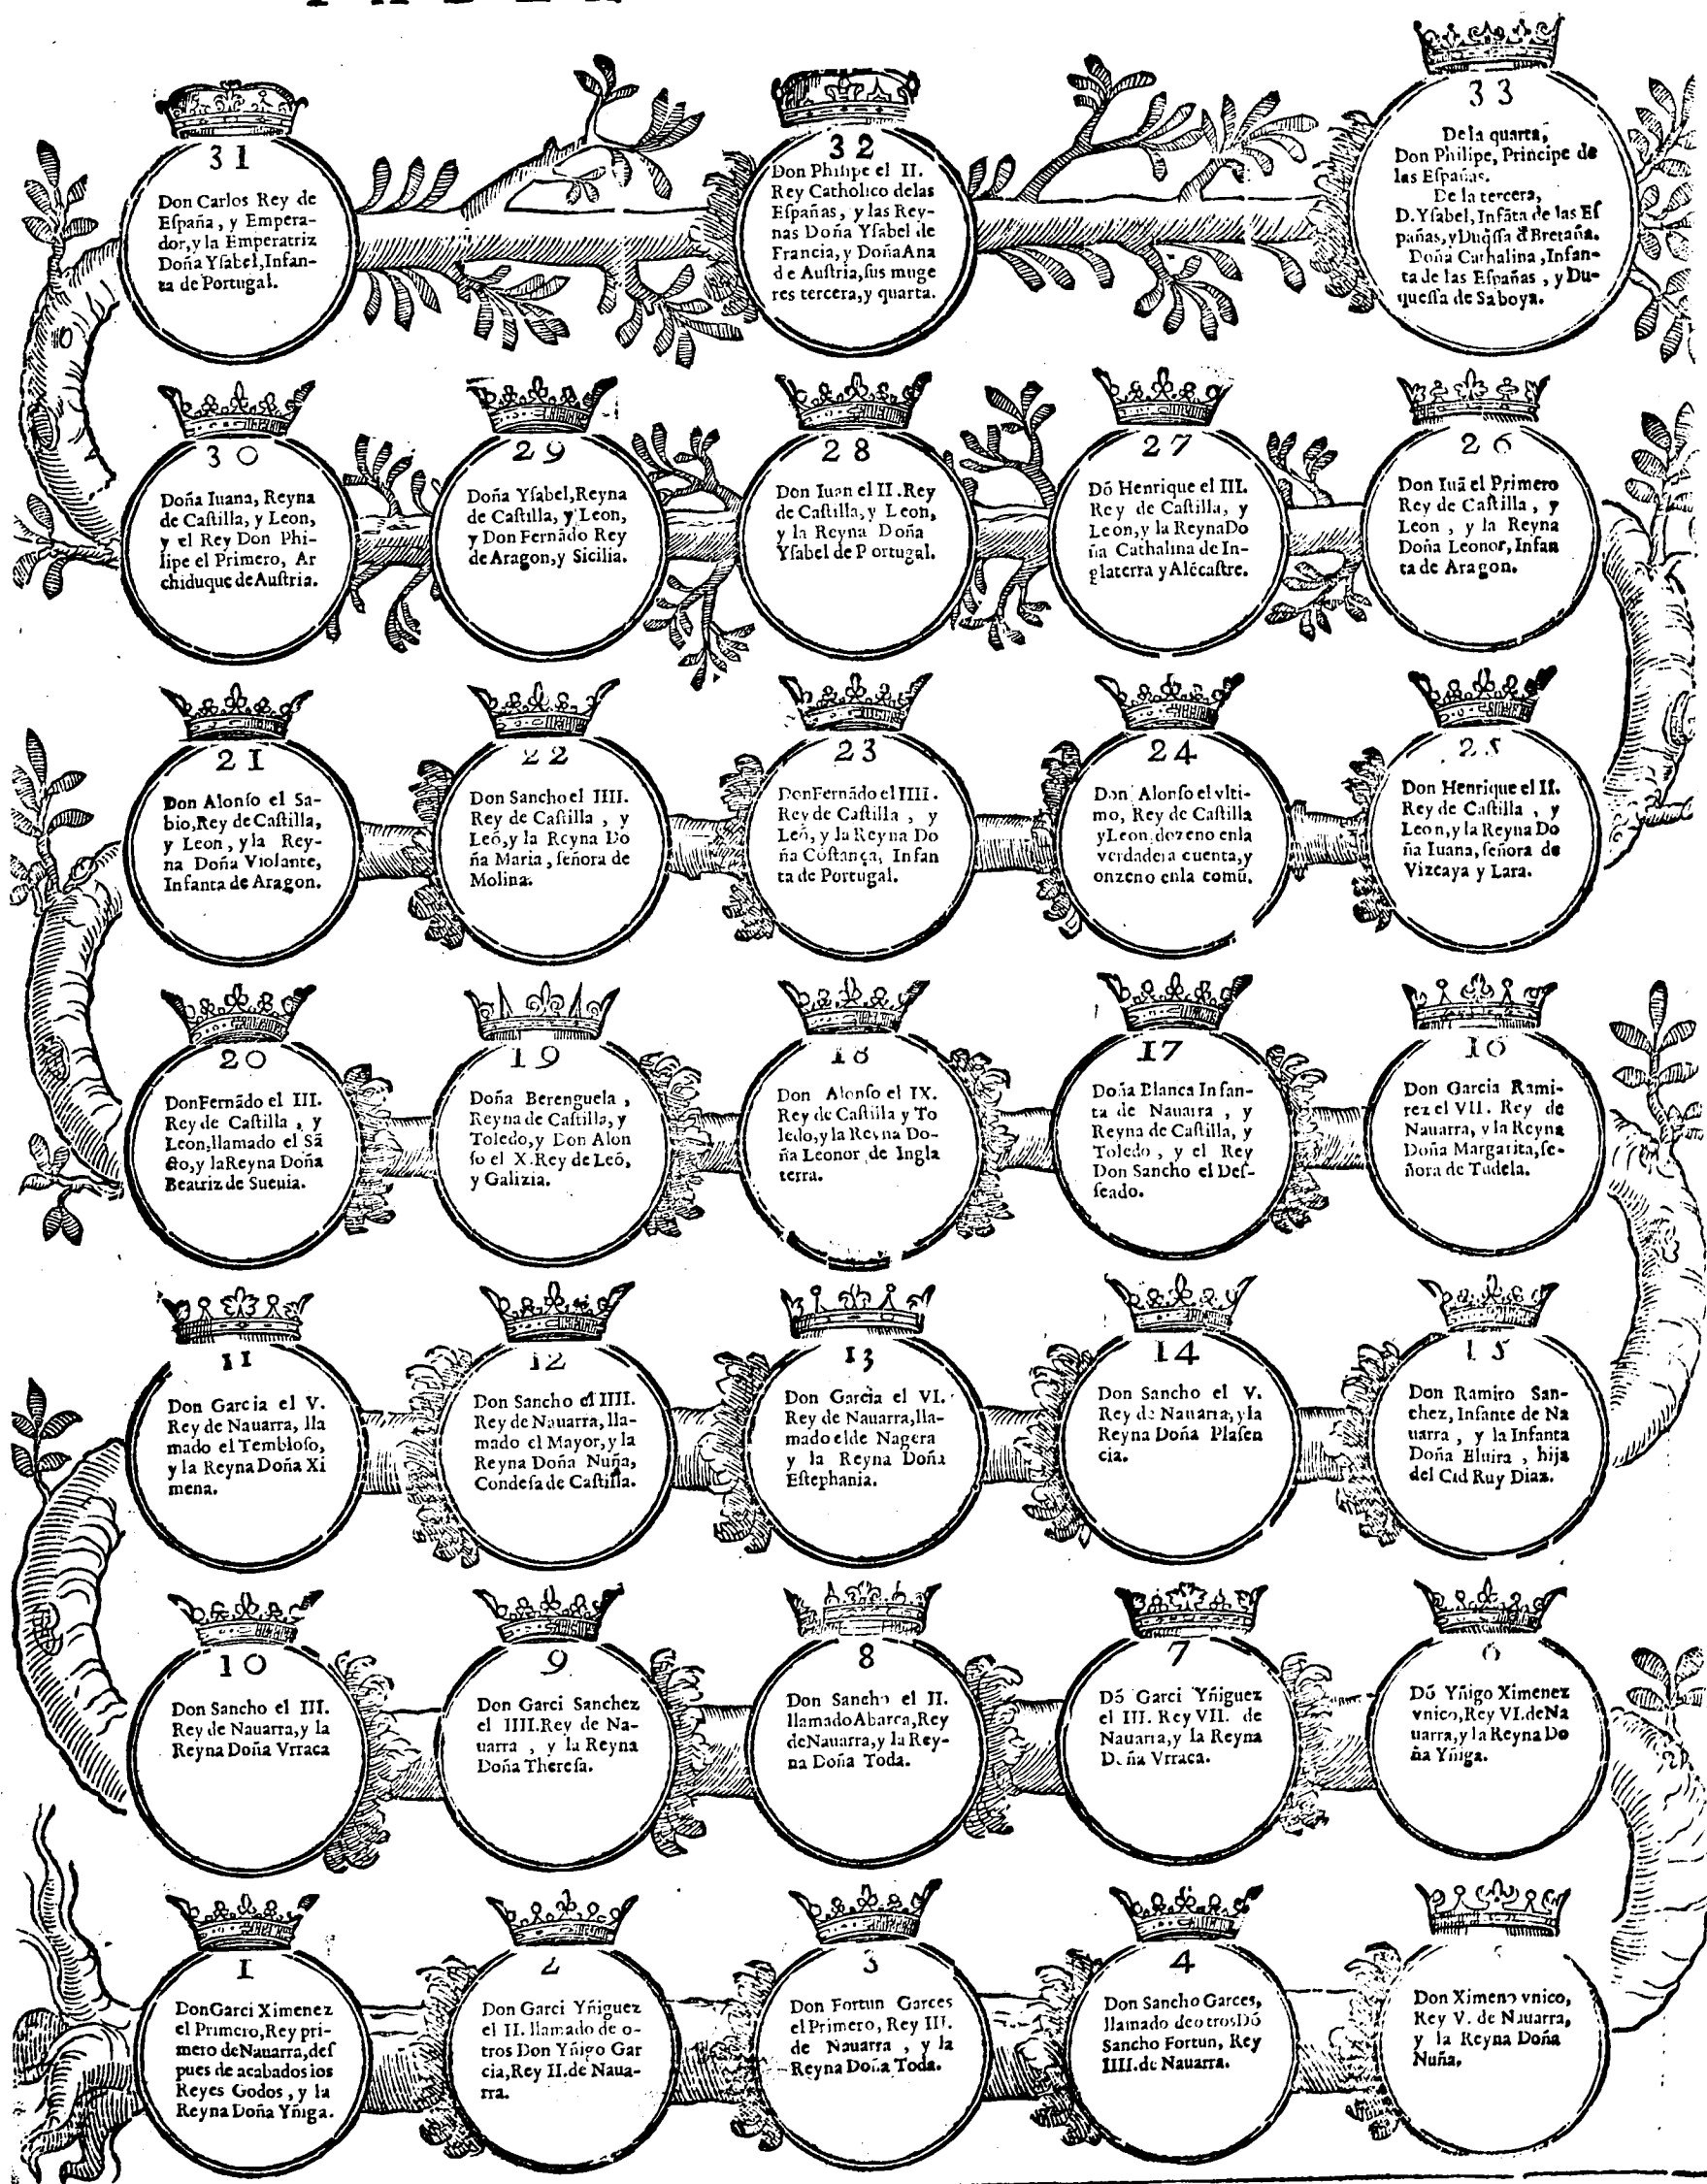 31
Don Carlos Rey de
Eſpaña, y Empera-
dor, y la Emperatriz
Doña Yſabel, Infan-
ta de Portugal.
32
Don Philipe el II.
Rey Catholico delas
Eſpañas, y las Rey-
nas Doña Yſabel de
Francia, y Doña Ana
de Auſtria, ſus muge
res tercera, y quarta.
33
Dela quarta,
Don Philipe, Principe de
las Eſpañas.
De la tercera,
D. Yſabel, Infāta de las Eſ
pañas, y Duq̄ſſa d̄ Bretaña.
Doña Cathalina, Infan-
ta de las Eſpañas, y Du-
queſſa de Saboya.
30
Doña Iuana, Reyna
de Caſtilla, y Leon,
y el Rey Don Phi-
lipe el Primero, Ar
chiduque de Auſtria.
29
Doña Yſabel, Reyna
de Caſtilla, y Leon,
y Don Fernādo Rey
de Aragon, y Sicilia.
28
Don Iuan el II. Rey
de Caſtilla, y Leon,
y la Reyna Doña
Yſabel de Portugal.
27
Dō Henrique el III.
Rey de Caſtilla, y
Leon, y la Reyna Do
ña Cathalina de In-
glaterra y Alēcaſtre.
26
Don Iuā el Primero
Rey de Caſtilla, y
Leon, y la Reyna
Doña Leonor, Infan
ta de Aragon.
21
Don Alonſo el Sa-
bio, Rey de Caſtilla,
y Leon, y la Rey-
na Doña Violante,
Infanta de Aragon.
22
Don Sancho el IIII.
Rey de Caſtilla, y
Leō, y la Reyna Do
ña Maria, ſeñora de
Molina.
23
Don Fernādo el IIII.
Rey de Caſtilla, y
Leō, y la Reyna Do
ña Coſtança, Infan
ta de Portugal.
24
Don Alonſo el vlti-
mo, Rey de Caſtilla
y Leon, dozeno enla
verdadera cuenta, y
onzeno enla comū.
25
Don Henrique el II.
Rey de Caſtilla, y
Leon, y la Reyna Do
ña Iuana, ſeñora de
Vizcaya y Lara.
20
Don Fernādo el III.
Rey de Caſtilla, y
Leon, llamado el Sā
cto, y la Reyna Doña
Beatriz de Sueuia.
19
Doña Berenguela,
Reyna de Caſtilla, y
Toledo, y Don Alon
ſo el X. Rey de Leō,
y Galizia.
18
Don Alonſo el IX.
Rey de Caſtilla y To
ledo, y la Reyna Do-
ña Leonor de Ingla
terra.
17
Doña Blanca Infan-
ta de Nauarra, y
Reyna de Caſtilla, y
Toledo, y el Rey
Don Sancho el Deſ-
ſeado.
16
Don Garcia Rami-
rez el VII. Rey de
Nauarra, y la Reyna
Doña Margarita, ſe-
ñora de Tudela.
11
Don Garcia el V.
Rey de Nauarra, lla
mado el Tembloſo,
y la Reyna Doña Xi
mena.
12
Don Sancho el IIII.
Rey de Nauarra, lla-
mado el Mayor, y la
Reyna Doña Nuña,
Condeſa de Caſtilla.
13
Don Garcia el VI.
Rey de Nauarra, lla-
mado el de Nagera
y la Reyna Doña
Eſtephania.
14
Don Sancho el V.
Rey de Nauarra, y la
Reyna Doña Plaſen
cia.
15
Don Ramiro San-
chez, Infante de Na
uarra, y la Infanta
Doña Eluira, hija
del Cid Ruy Diaz.
10
Don Sancho el III.
Rey de Nauarra, y la
Reyna Doña Vrraca
9
Don Garci Sanchez
el IIII. Rey de Na-
uarra, y la Reyna
Doña Thereſa.
8
Don Sancho el II.
llamado Abarca, Rey
de Nauarra, y la Rey-
na Doña Toda.
7
Dō Garci Yñiguez
el III. Rey VII. de
Nauarra, y la Reyna
Doña Vrraca.
6
Dō Yñigo Ximenez
vnico, Rey VI. de Na
uarra, y la Reyna Do
ña Yñiga.
1
Don Garci Ximenez
el Primero, Rey pri-
mero de Nauarra, deſ
pues de acabados los
Reyes Godos, y la
Reyna Doña Yñiga.
2
Don Garci Yñiguez
el II. llamado de o-
tros Don Yñigo Gar
cia, Rey II. de Naua-
rra.
3
Don Fortun Garces
el Primero, Rey III.
de Nauarra, y la
Reyna Doña Toda.
4
Don Sancho Garces,
llamado de otros Dō
Sancho Fortun, Rey
IIII. de Nauarra.
5
Don Ximeno vnico,
Rey V. de Nauarra,
y la Reyna Doña
Nuña.